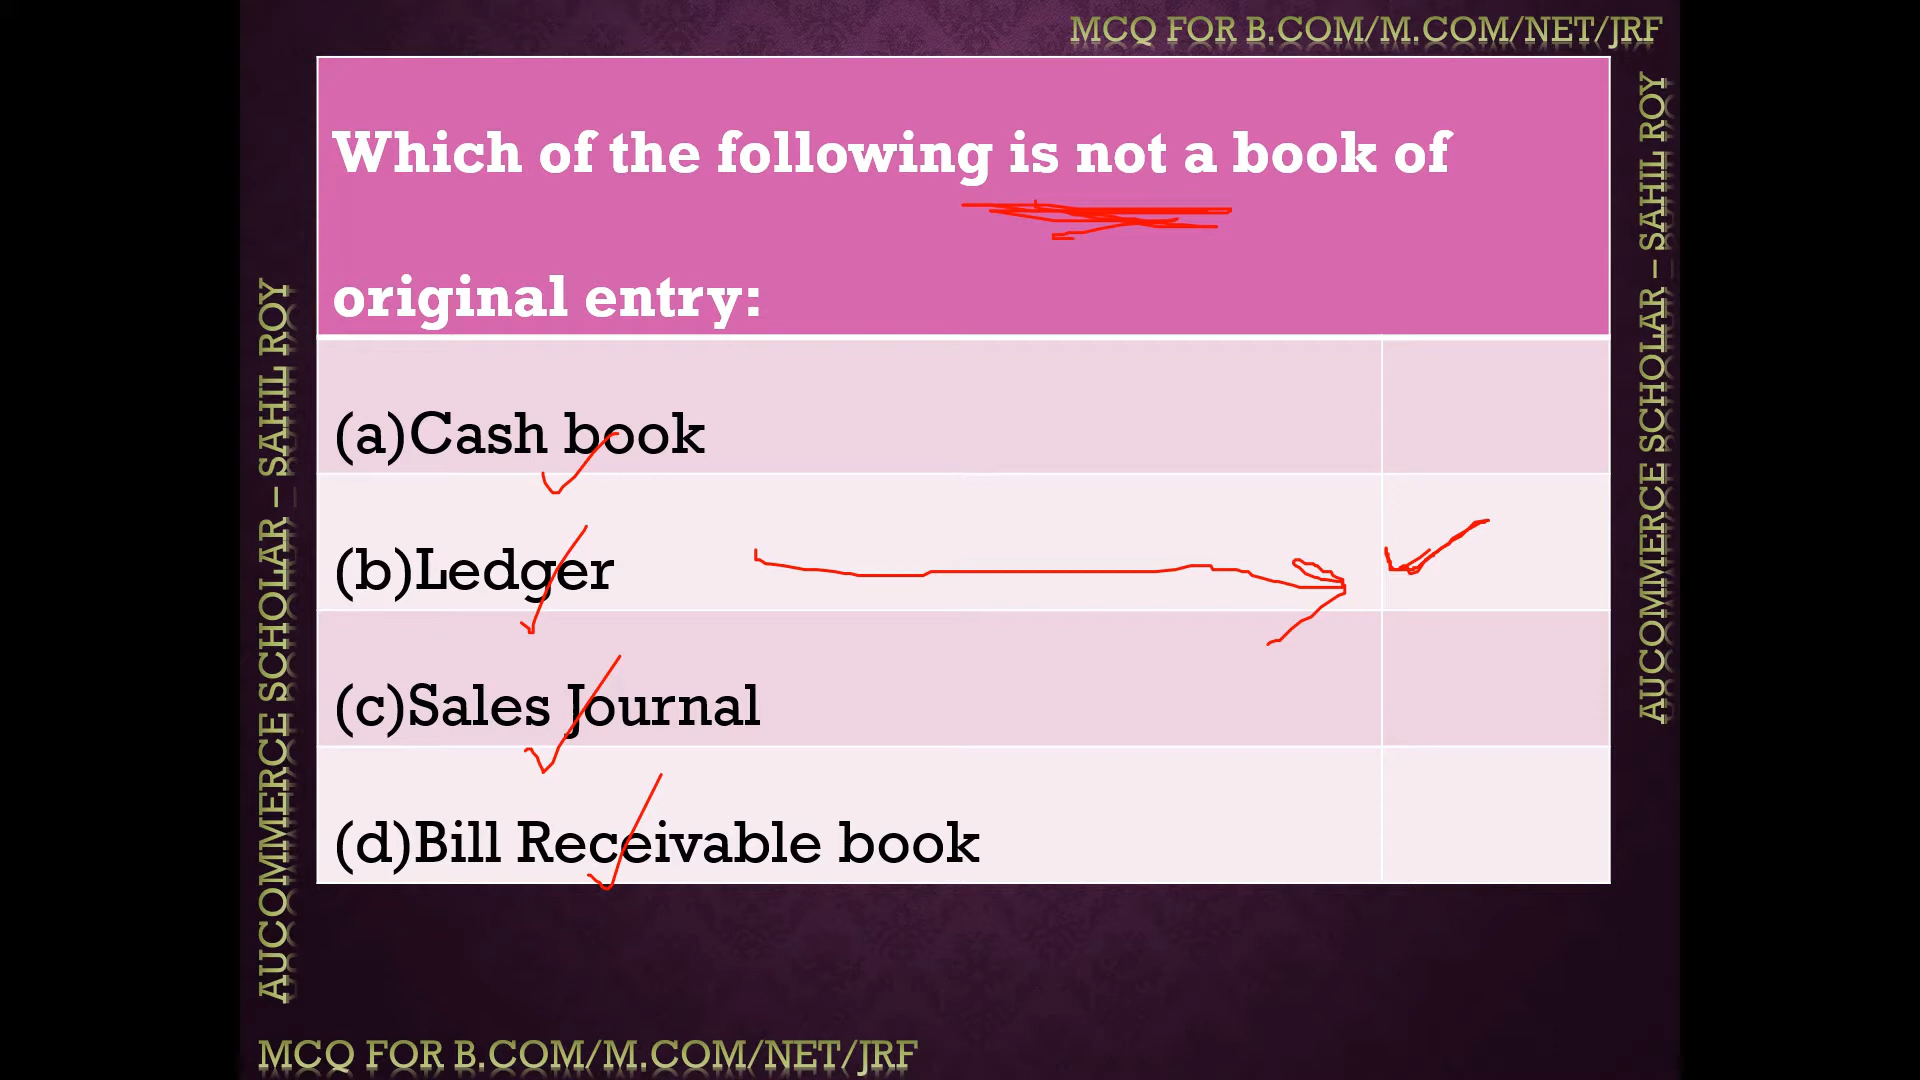 MCQ FOR B.COM/M.COM/NET/JRF
Which of the following is not a book of
original entry:
(a)Cash book
(b)Ledger
(c)Sales Journal
(d)Bill Receivable book
AUCOMMERCE SCHOLAR – SAHIL ROY
AUCOMMERCE SCHOLAR – SAHIL ROY
MCQ FOR B.COM/M.COM/NET/JRF